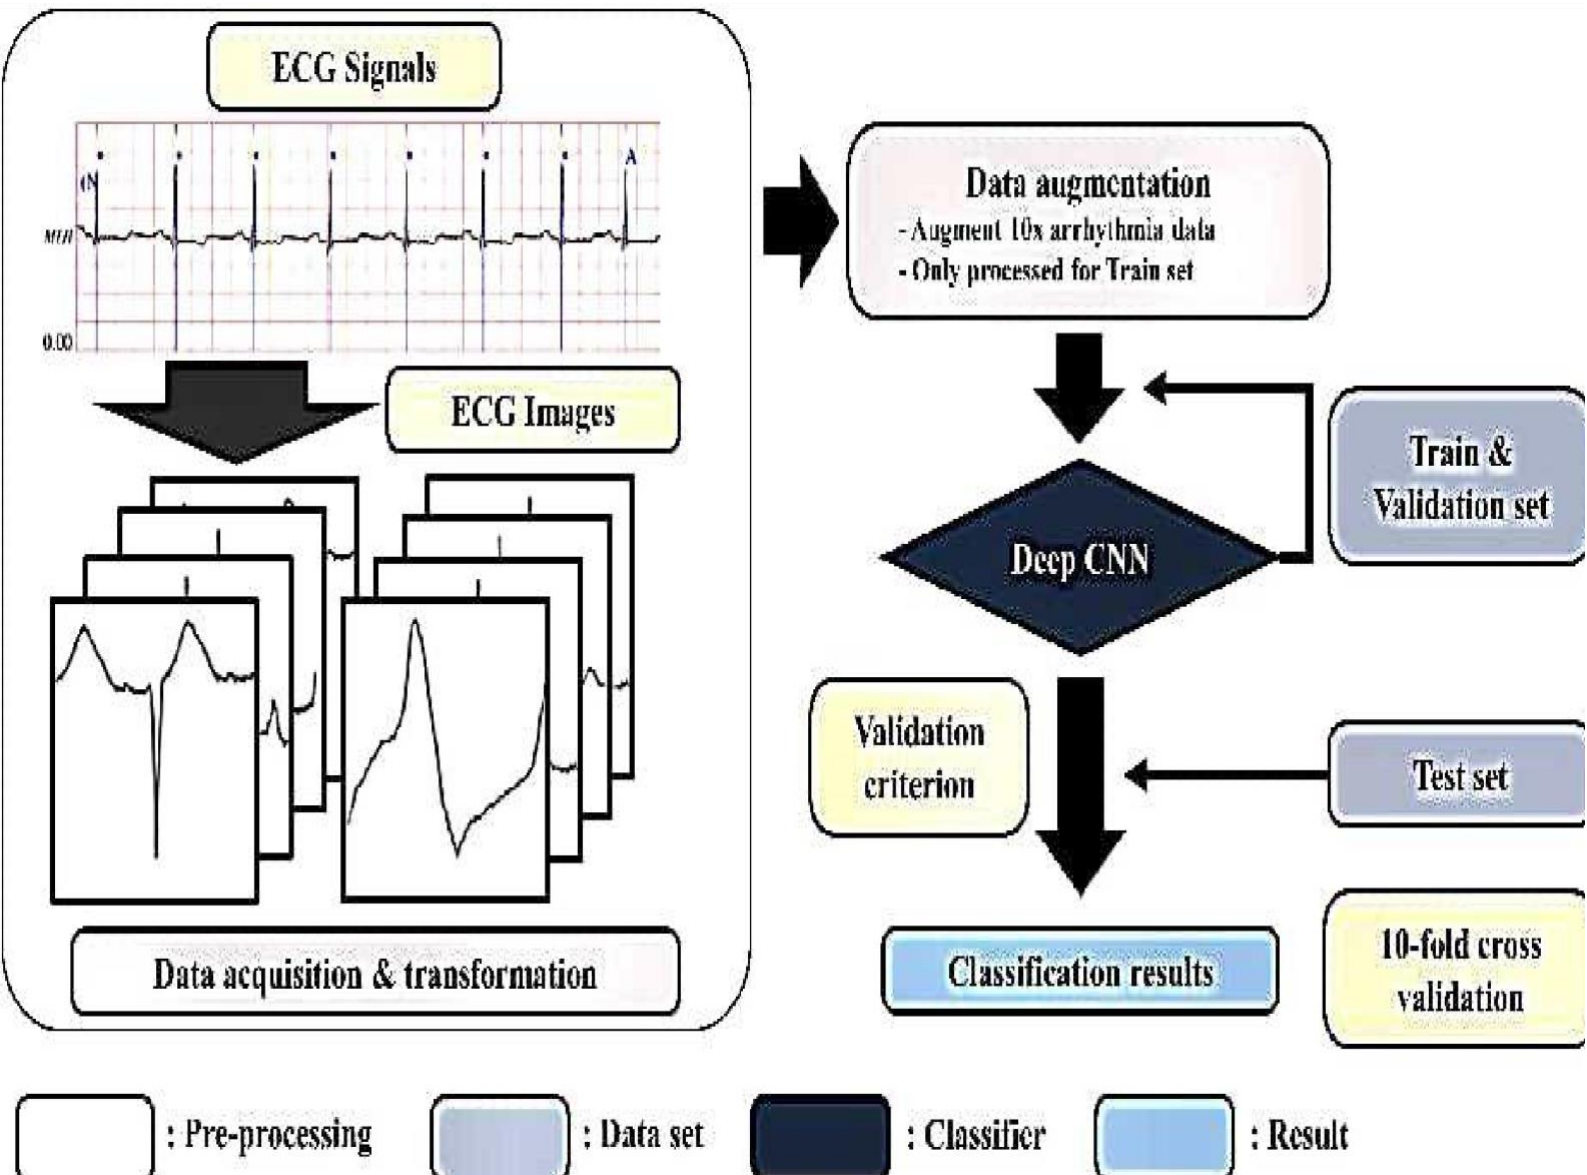 ECG Signals
(N
A
MLII
0.00
ECG Images
Data acquisition & transformation
Data augmentation
- Augment 10x arrhythmia data
- Only processed for Train set
Train &
Validation set
Deep CNN
Validation
criterion
Test set
Classification results
10-fold cross
validation
: Pre-processing
: Data set
: Classifier
: Result